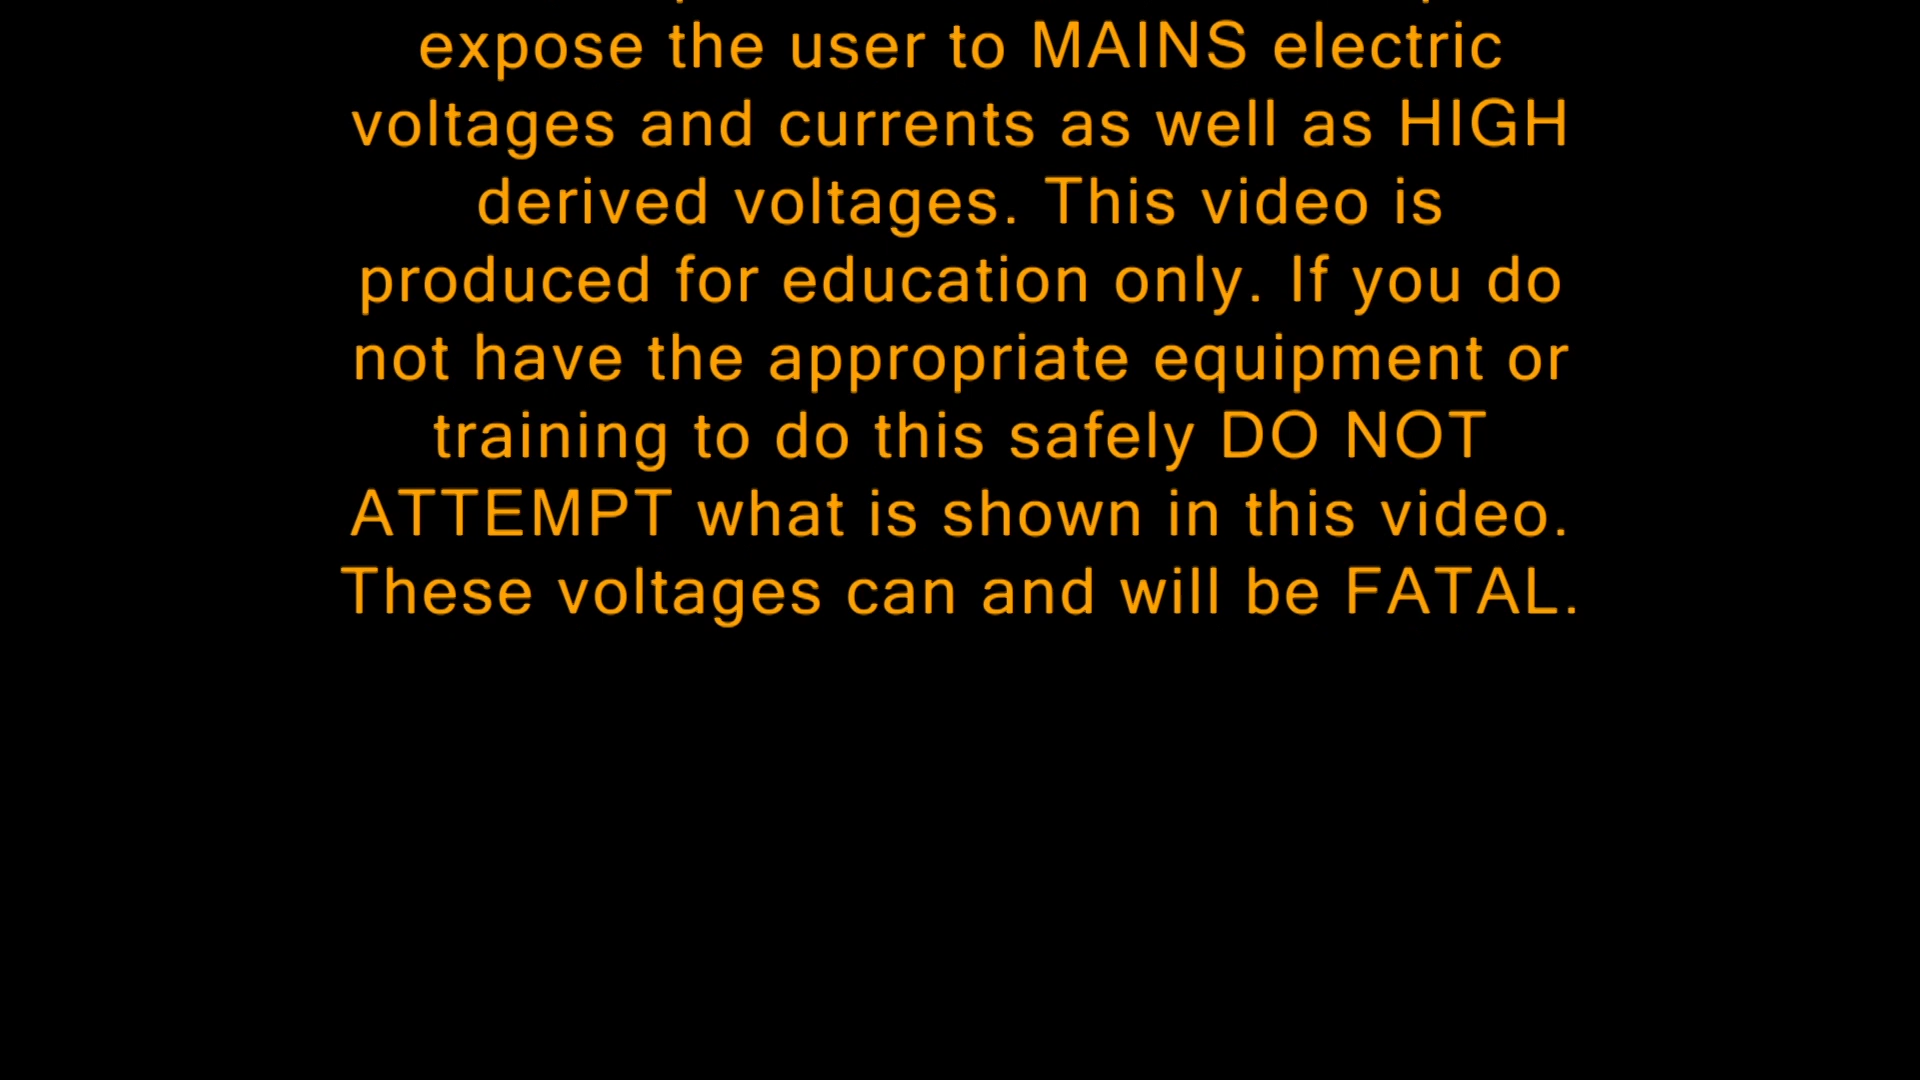 expose the user to MAINS electric
voltages and currents as well as HIGH
derived voltages. This video is
produced for education only. If you do
not have the appropriate equipment or
training to do this safely DO NOT
ATTEMPT what is shown in this video.
These voltages can and will be FATAL.